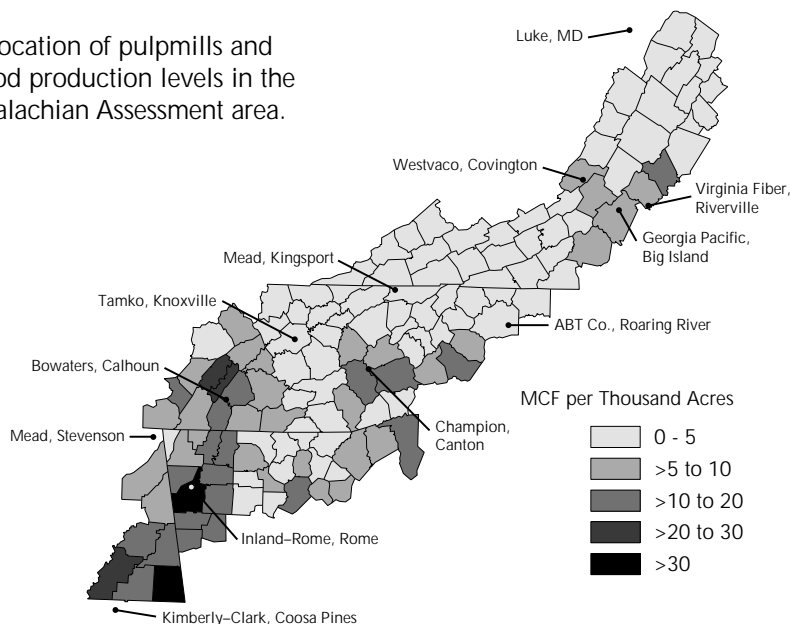 ocation of pulpmills and
od production levels in the
alachian Assessment area.
Luke, MD
Westvaco, Covington
Virginia Fiber,
Riverville
Georgia Pacific,
Big Island
Mead, Kingsport
Tamko, Knoxville
ABT Co., Roaring River
Bowaters, Calhoun
MCF per Thousand Acres
0 - 5
>5 to 10
>10 to 20
>20 to 30
>30
Champion,
Canton
Mead, Stevenson
Inland–Rome, Rome
Kimberly–Clark, Coosa Pines